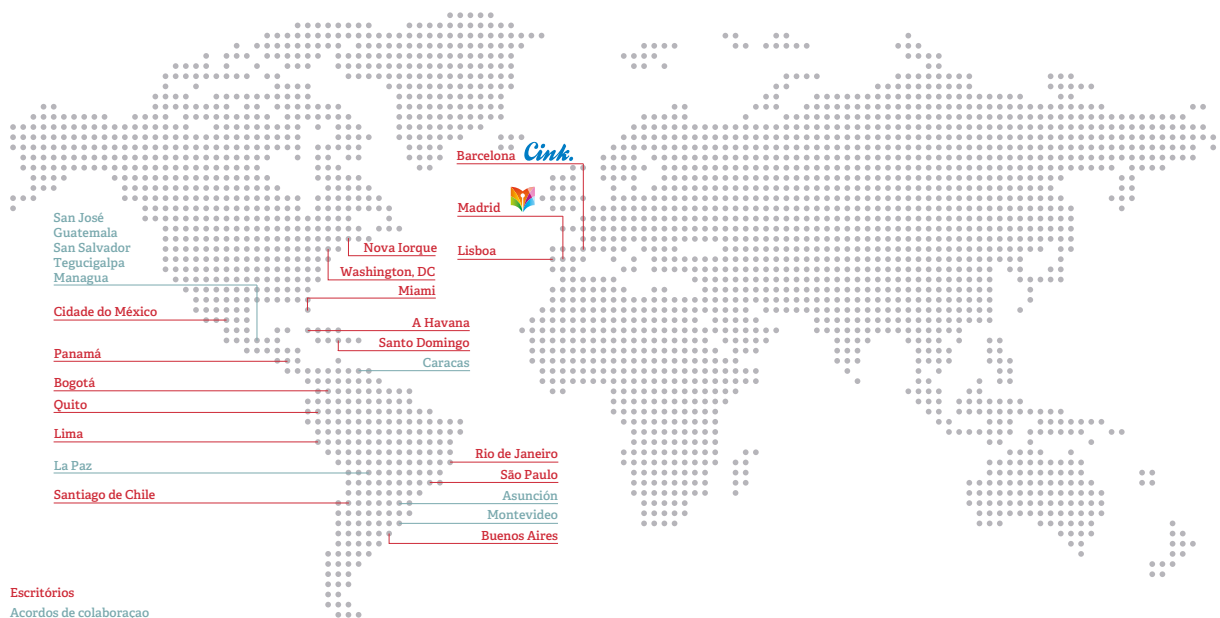 Barcelona Cink.
Madrid
Lisboa
San José
Guatemala
San Salvador
Tegucigalpa
Managua
Nova Iorque
Washington, DC
Miami
Cidade do México
A Havana
Santo Domingo
Panamá
Caracas
Bogotá
Quito
Lima
Rio de Janeiro
La Paz
São Paulo
Santiago de Chile
Asunción
Montevideo
Buenos Aires
Escritórios
Acordos de colaboraçao